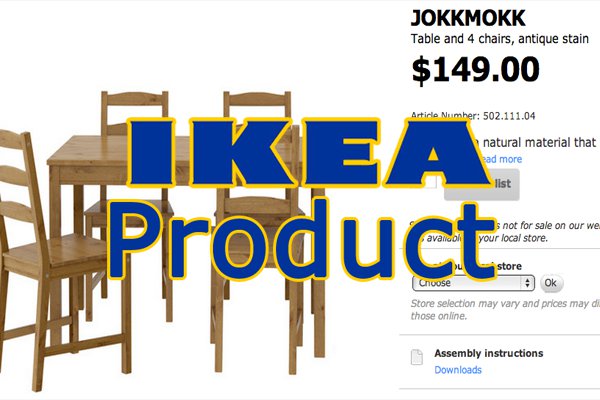 JOKKMOKK
Table and 4 chairs, antique stain
$149.00
Article Number: 502.111.04
natural material that
ead more
IKEA
list
Product
not for sale on our we
your local store.
store
Choose
Ok
Store selection may vary and prices may di
those online.
Assembly instructions
Downloads